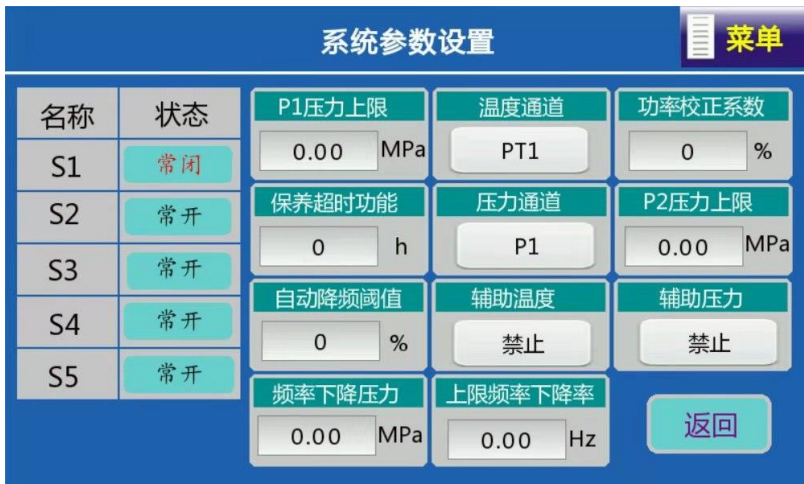 系统参数设置
菜单
名称 状态
S1 常闭
S2 常开
S3 常开
S4 常开
S5 常开
P1压力上限 温度通道 功率校正系数
0.00 MPa PT1 0 %
保养超时功能 压力通道 P2压力上限
0 h P1 0.00 MPa
自动降频阈值 辅助温度 辅助压力
0 % 禁止 禁止
频率下降压力 上限频率下降率
0.00 MPa 0.00 Hz
返回